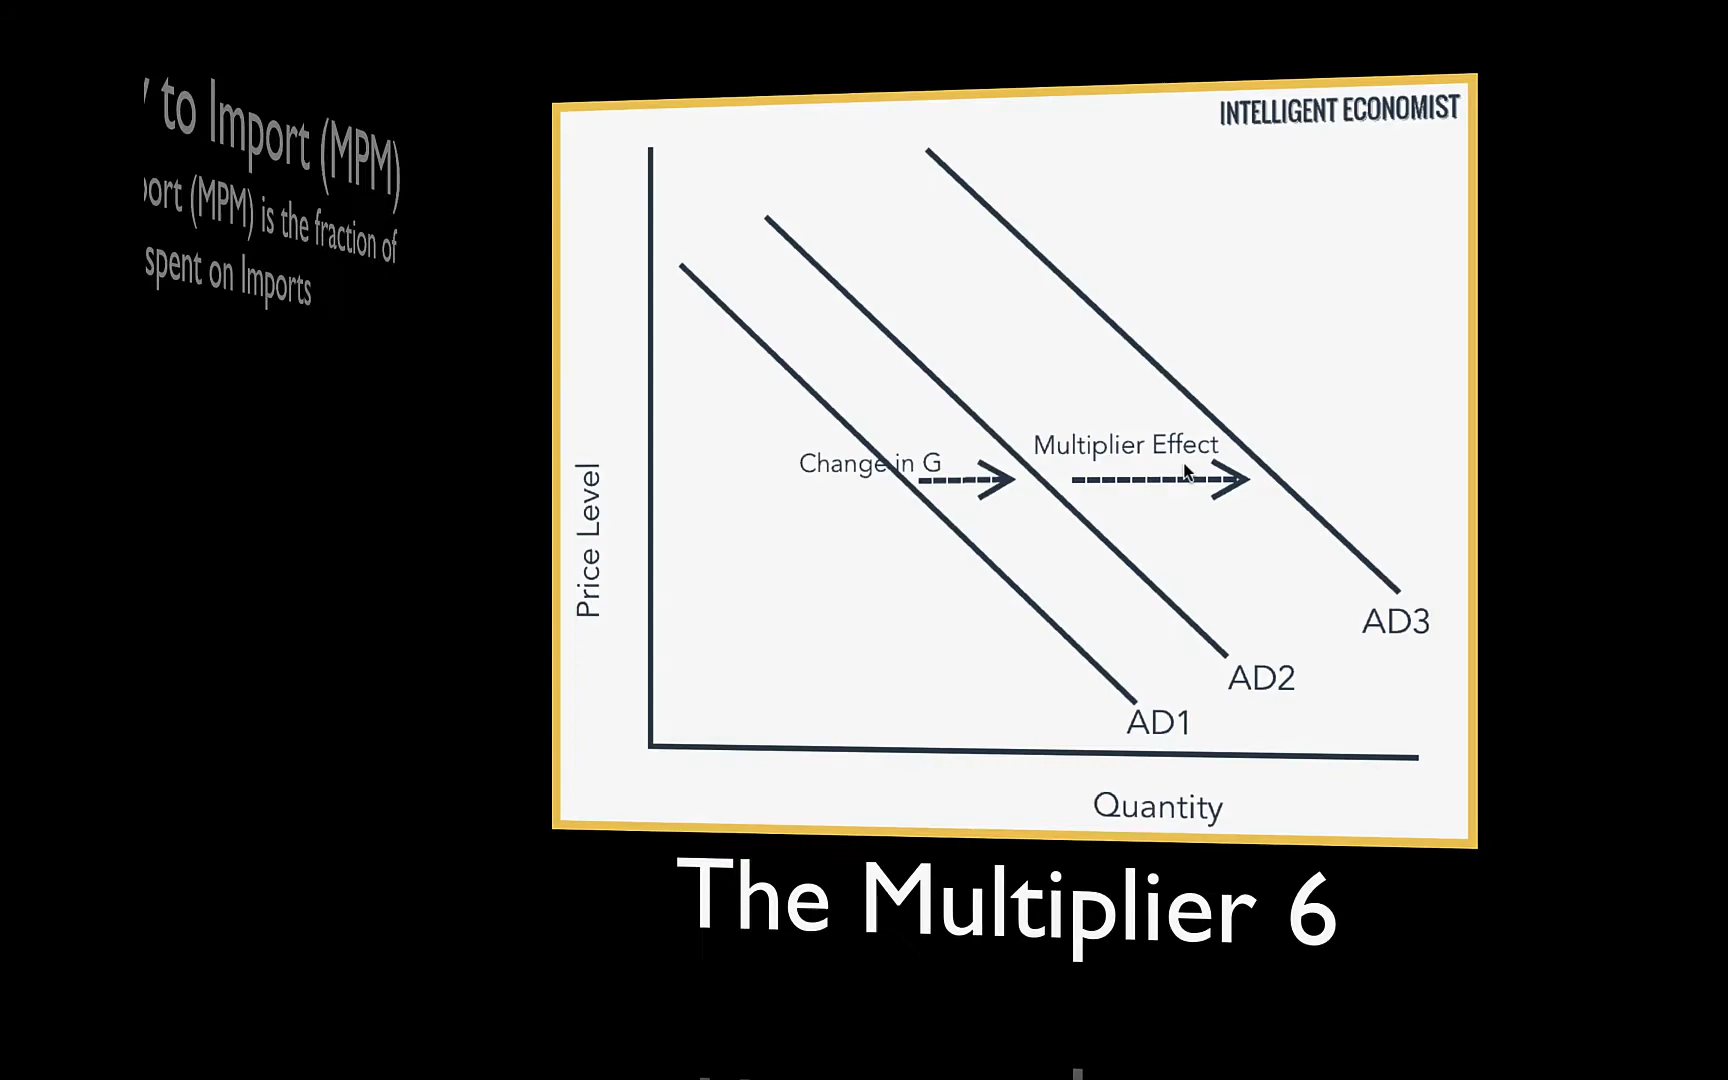 to Import (MPM)
(MPM) is the fraction of
spent on Imports
INTELLIGENT ECONOMIST
Change in G
Multiplier Effect
Price Level
AD3
AD2
AD1
Quantity
The Multiplier 6